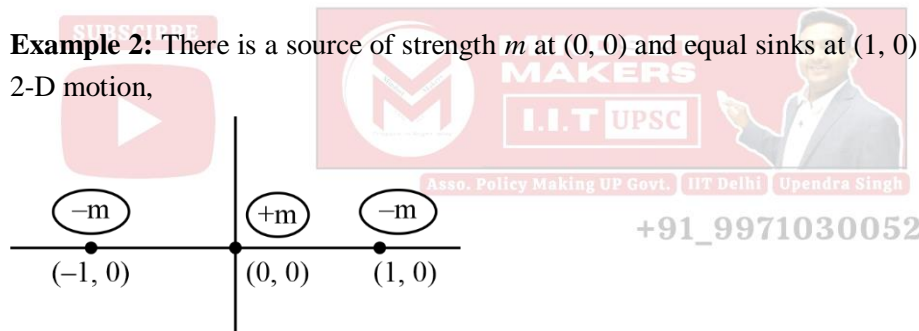 SUBSCRIBE
Example 2: There is a source of strength m at (0, 0) and equal sinks at (1, 0)
MAKERS
2-D motion,
I.I.T UPSC
Asso. Policy Making UP Govt. IIT Delhi Upendra Singh
+91_9971030052
–m +m –m
(–1, 0) (0, 0) (1, 0)